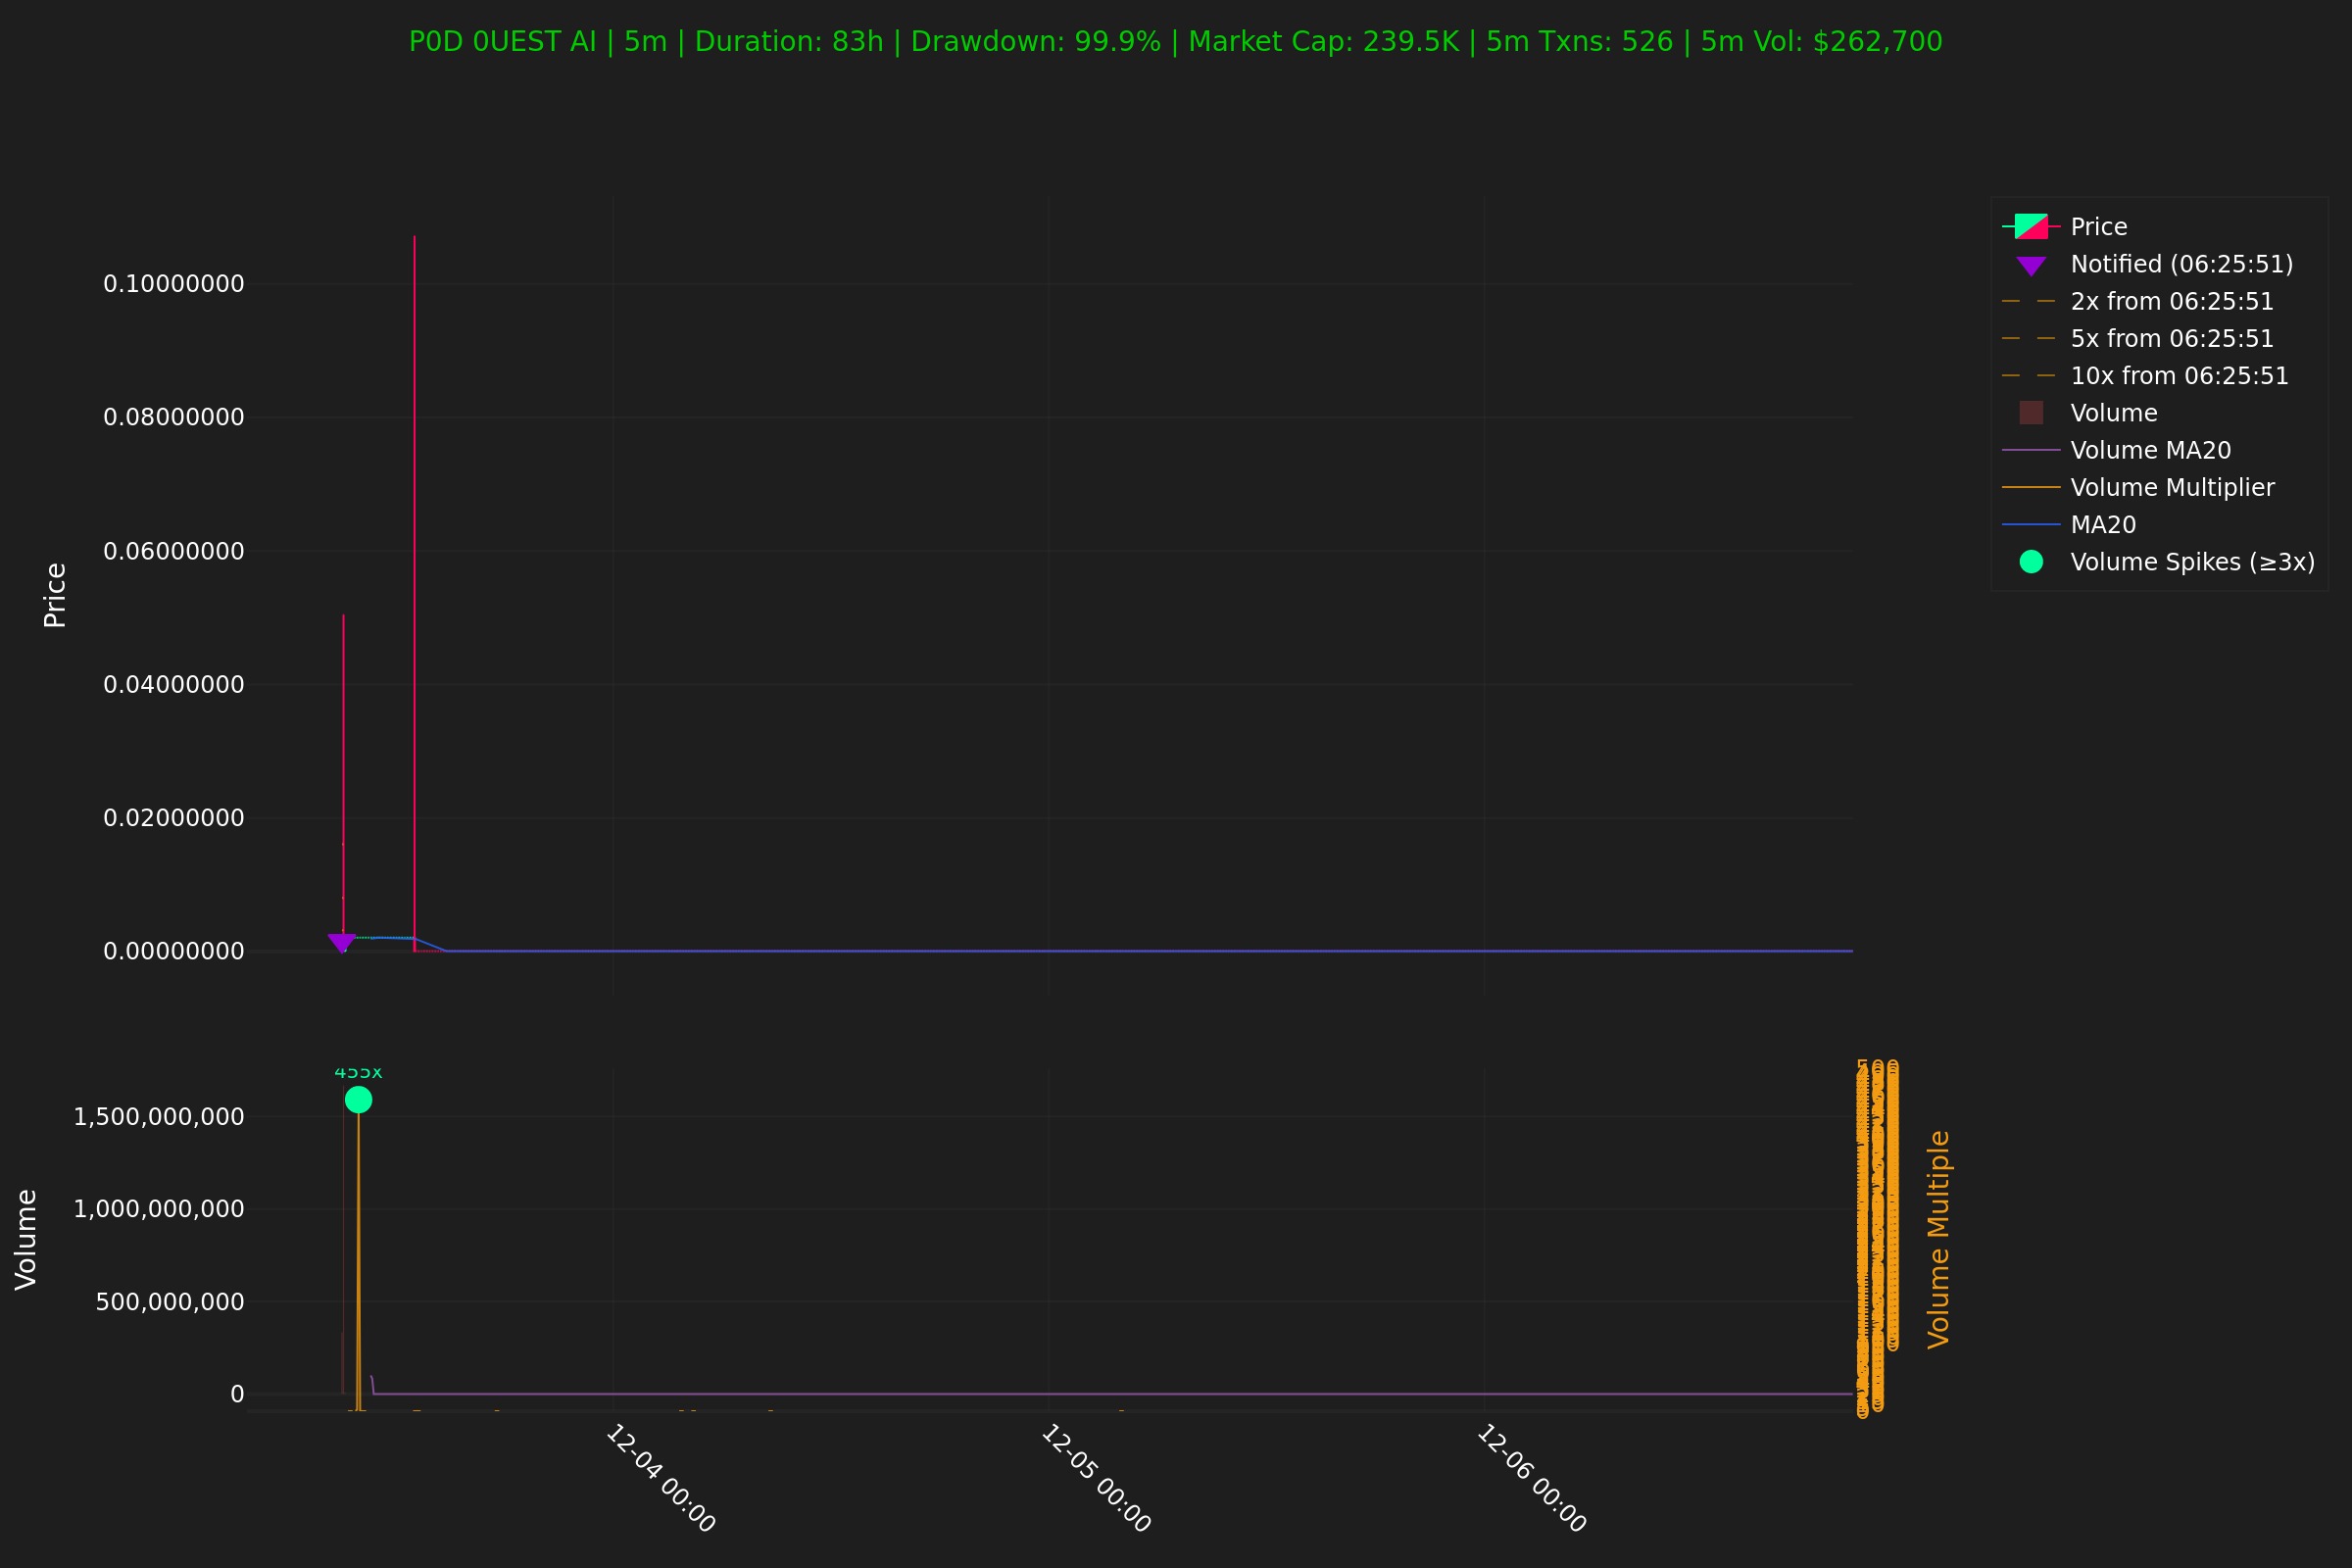 P0D 0UEST AI | 5m | Duration: 83h | Drawdown: 99.9% | Market Cap: 239.5K | 5m Txns: 526 | 5m Vol: $262,700
Price
0.10000000
0.08000000
0.06000000
0.04000000
0.02000000
0.00000000
Price
Notified (06:25:51)
2x from 06:25:51
5x from 06:25:51
10x from 06:25:51
Volume
Volume MA20
Volume Multiplier
MA20
Volume Spikes (≥3x)
455x
Volume
1,500,000,000
1,000,000,000
500,000,000
0
Volume Multiple
12-04 00:00
12-05 00:00
12-06 00:00